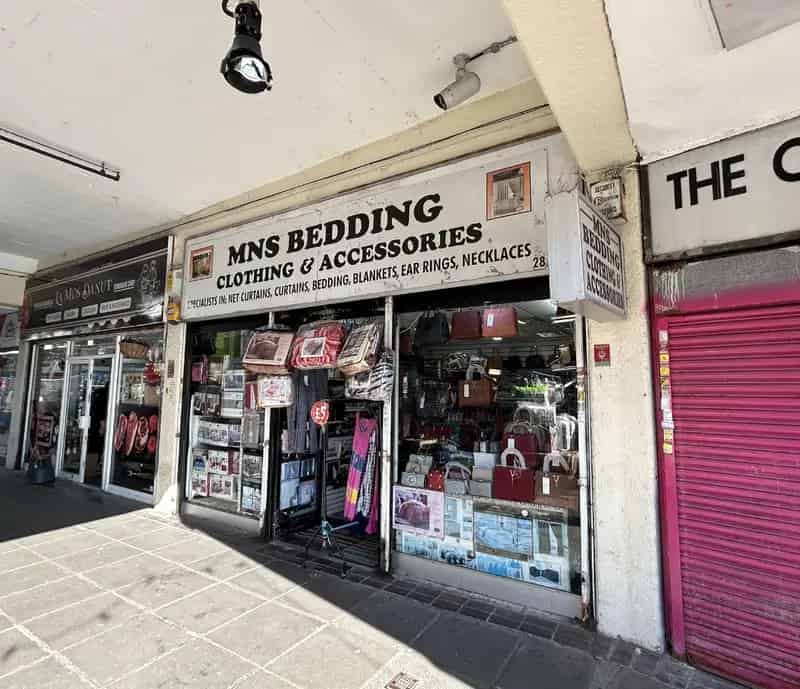 MNS BEDDING
CLOTHING & ACCESSORIES
SPECIALISTS IN: NET CURTAINS, CURTAINS, BEDDING, BLANKETS, EAR RINGS, NECKLACES
28
MNS
BEDDING
CLOTHING &
ACCESSORIES
SECURITY
THE
£5